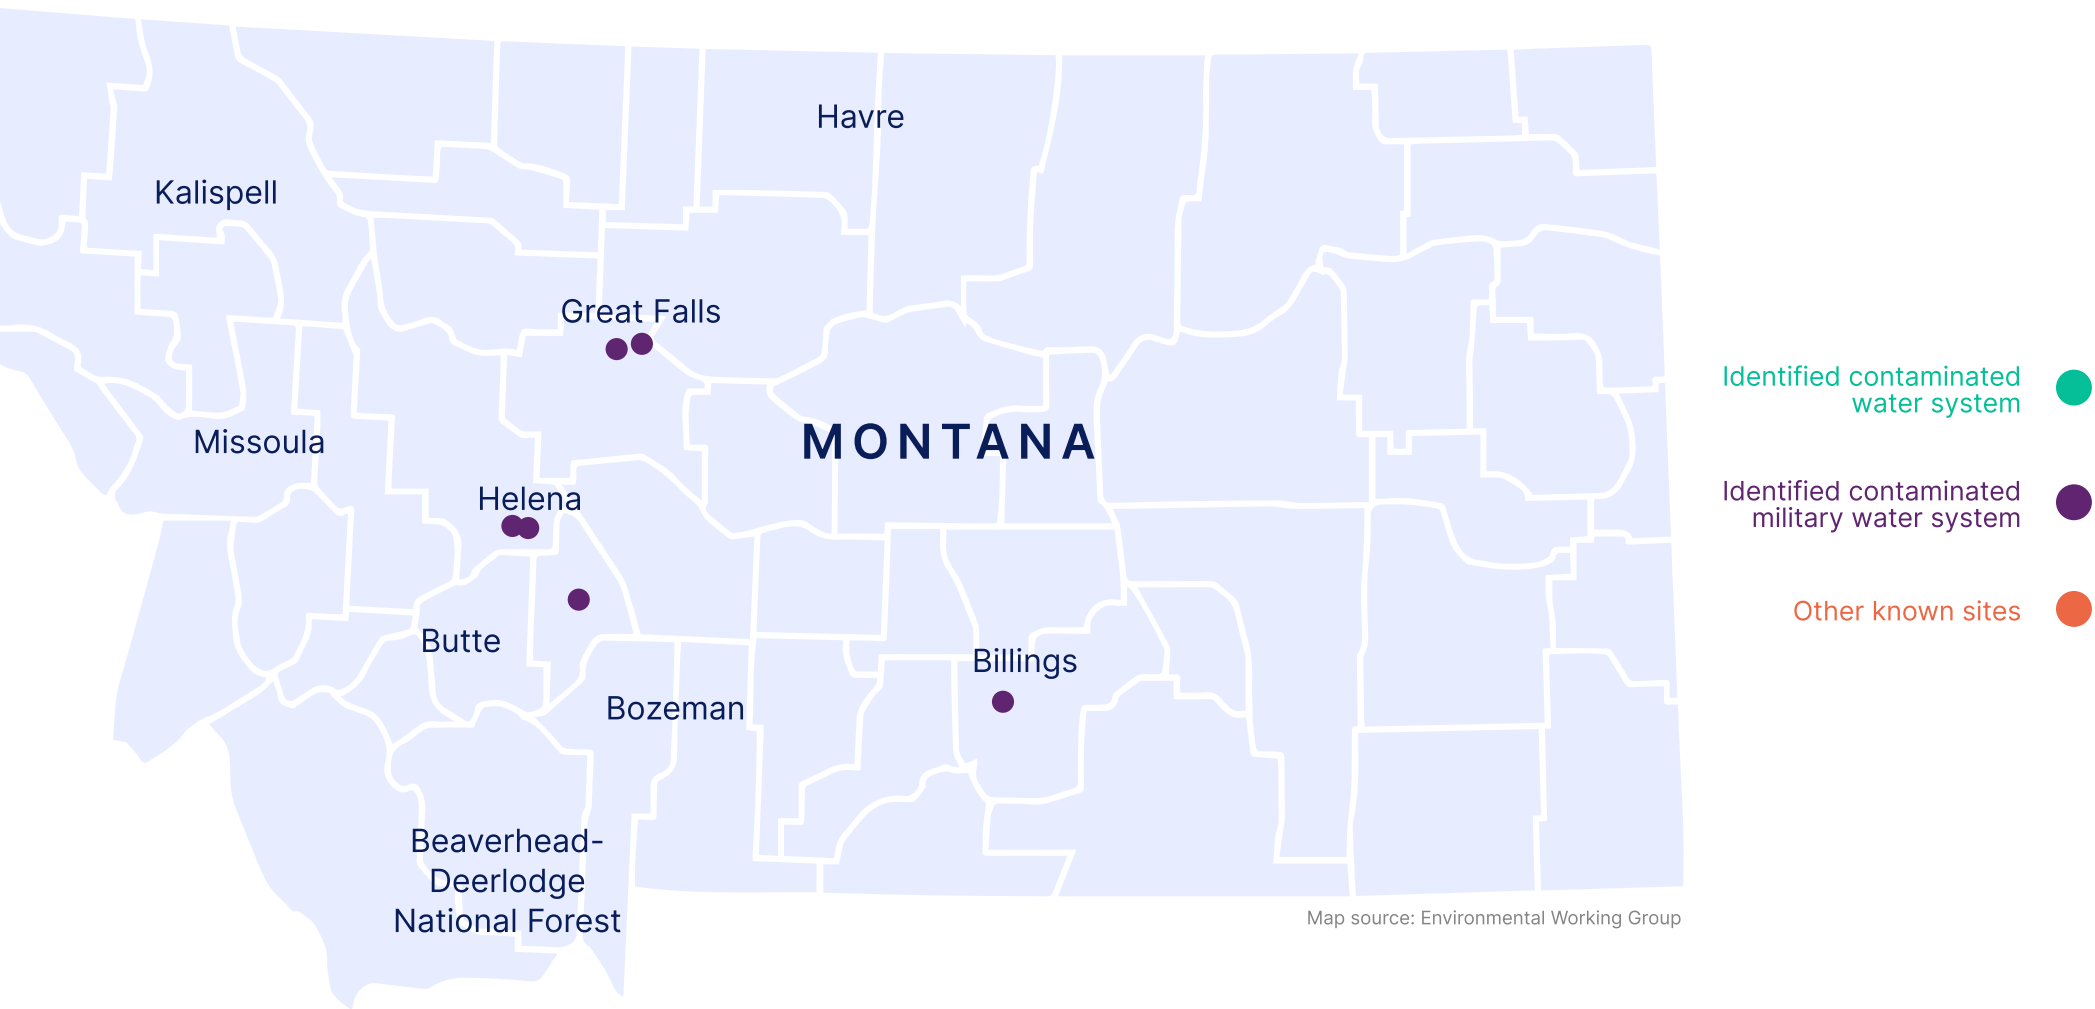 Havre
Kalispell
Great Falls
Identified contaminated
water system
MONTANA
Missoula
Helena
Identified contaminated
military water system
Other known sites
Butte
Billings
Bozeman
Beaverhead-
Deerlodge
National Forest
Map source: Environmental Working Group